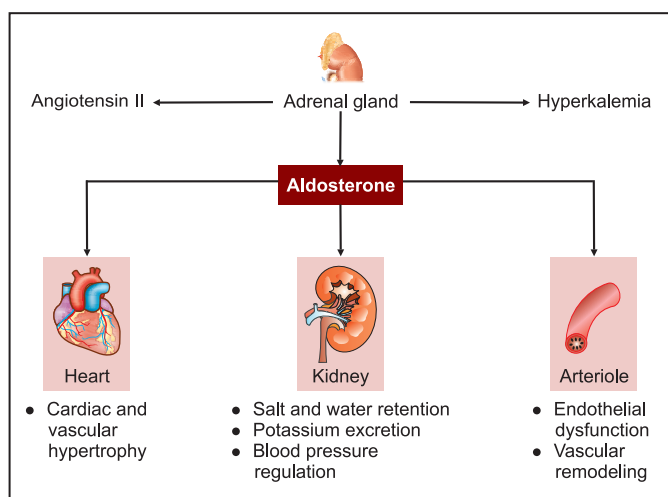 Angiotensin II
Adrenal gland
Hyperkalemia
Aldosterone
Heart
● Cardiac and
vascular
hypertrophy
Kidney
● Salt and water retention
● Potassium excretion
● Blood pressure
regulation
Arteriole
● Endothelial
dysfunction
● Vascular
remodeling